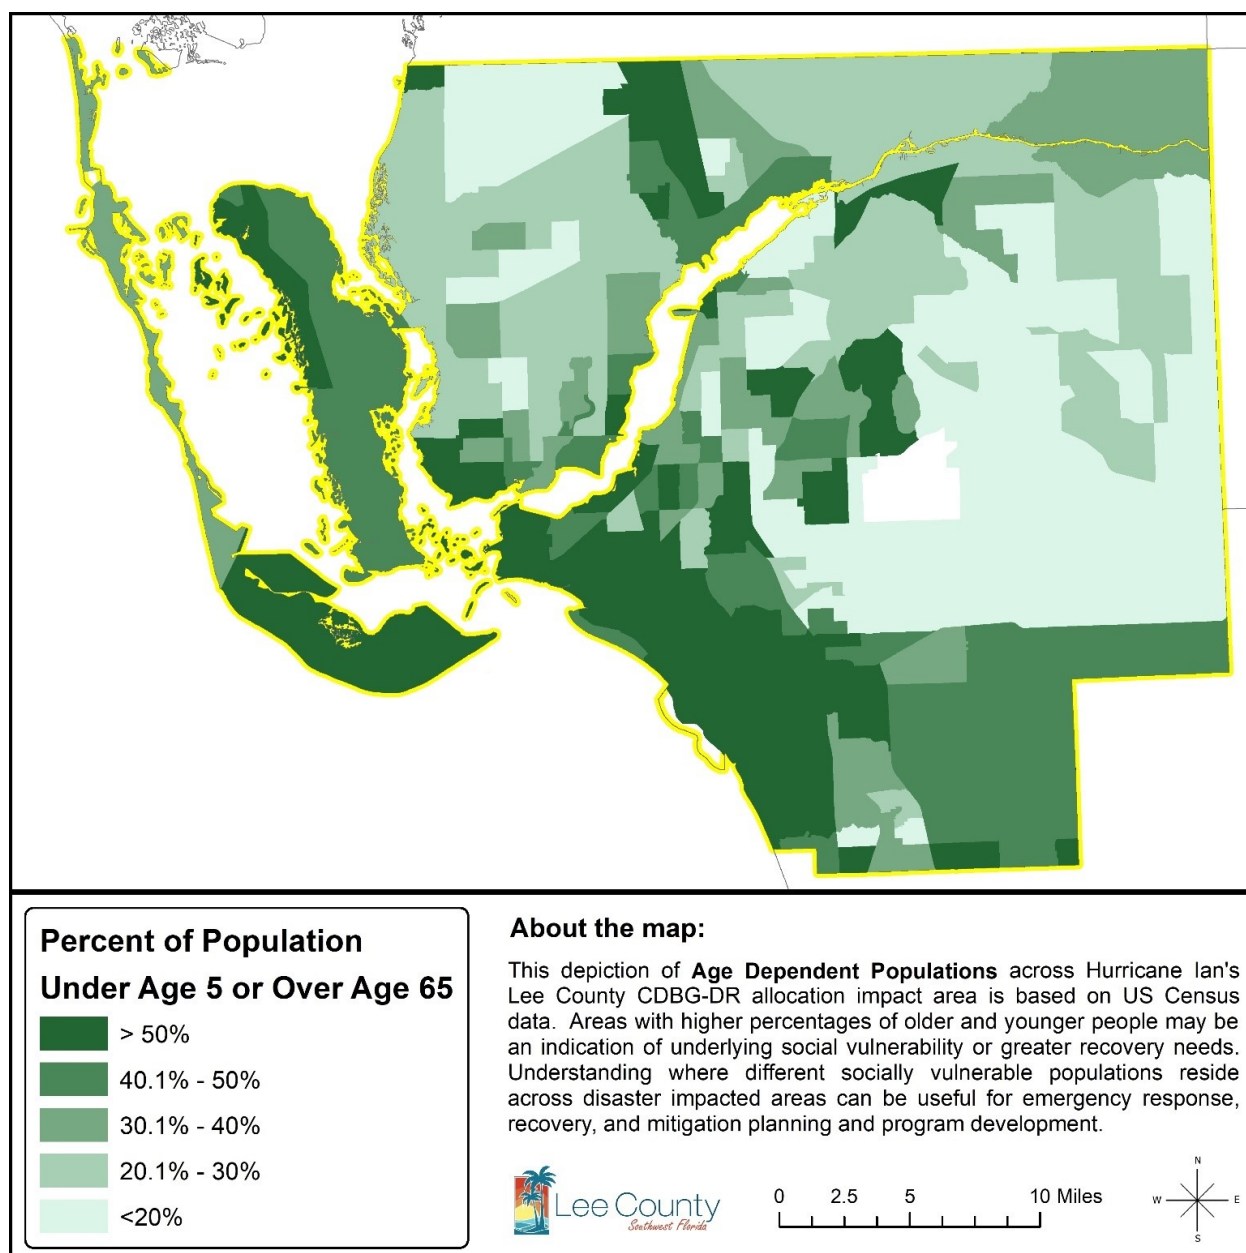 Percent of Population
Under Age 5 or Over Age 65
> 50%
40.1% - 50%
30.1% - 40%
20.1% - 30%
<20%
About the map:
This depiction of Age Dependent Populations across Hurricane Ian's
Lee County CDBG-DR allocation impact area is based on US Census
data. Areas with higher percentages of older and younger people may be
an indication of underlying social vulnerability or greater recovery needs.
Understanding where different socially vulnerable populations reside
across disaster impacted areas can be useful for emergency response,
recovery, and mitigation planning and program development.
Lee County
Southwest Florida
0 2.5 5 10 Miles
N
W E
S